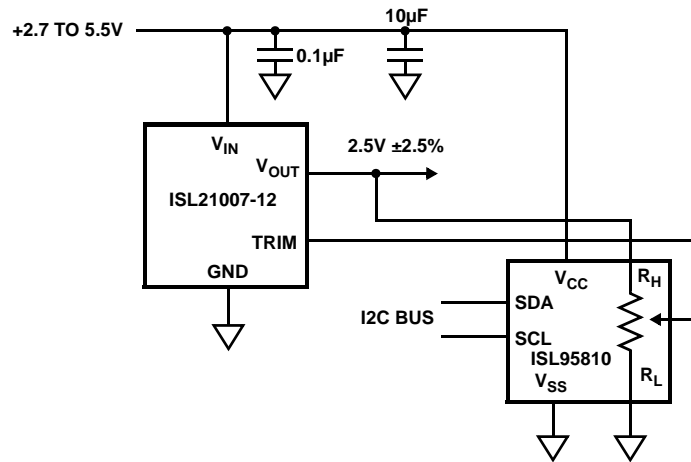 10µF
+2.7 TO 5.5V
0.1µF
VIN
2.5V ±2.5%
VOUT
ISL21007-12
TRIM
GND
VCC
RH
SDA
I2C BUS
SCL
ISL95810
RL
VSS